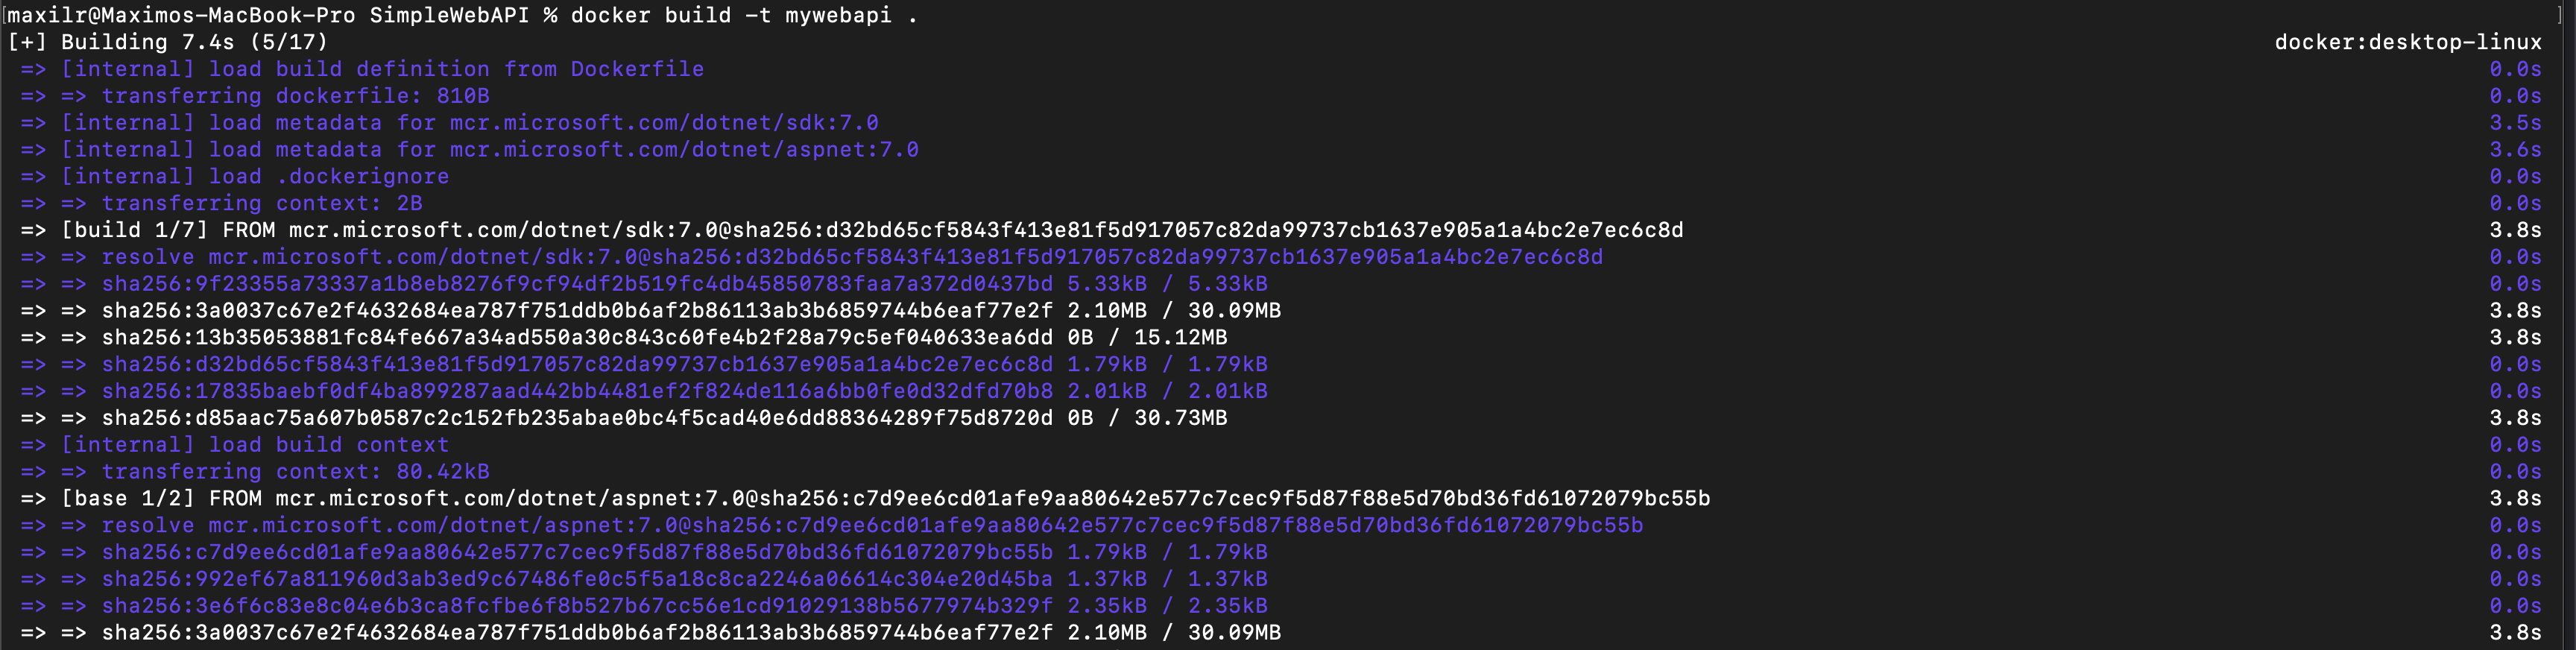 [maxilr@Maximos-MacBook-Pro SimpleWebAPI % docker build -t mywebapi . ]
[+] Building 7.4s (5/17) docker:desktop-linux
=> [internal] load build definition from Dockerfile 0.0s
=> => transferring dockerfile: 810B 0.0s
=> [internal] load metadata for mcr.microsoft.com/dotnet/sdk:7.0 3.5s
=> [internal] load metadata for mcr.microsoft.com/dotnet/aspnet:7.0 3.6s
=> [internal] load .dockerignore 0.0s
=> => transferring context: 2B 0.0s
=> [build 1/7] FROM mcr.microsoft.com/dotnet/sdk:7.0@sha256:d32bd65cf5843f413e81f5d917057c82da99737cb1637e905a1a4bc2e7ec6c8d 3.8s
=> => resolve mcr.microsoft.com/dotnet/sdk:7.0@sha256:d32bd65cf5843f413e81f5d917057c82da99737cb1637e905a1a4bc2e7ec6c8d 0.0s
=> => sha256:9f23355a73337a1b8eb8276f9cf94df2b519fc4db45850783faa7a372d0437bd 5.33kB / 5.33kB 0.0s
=> => sha256:3a0037c67e2f4632684ea787f751ddb0b6af2b86113ab3b6859744b6eaf77e2f 2.10MB / 30.09MB 3.8s
=> => sha256:13b35053881fc84fe667a34ad550a30c843c60fe4b2f28a79c5ef040633ea6dd 0B / 15.12MB 3.8s
=> => sha256:d32bd65cf5843f413e81f5d917057c82da99737cb1637e905a1a4bc2e7ec6c8d 1.79kB / 1.79kB 0.0s
=> => sha256:17835baebf0df4ba899287aad442bb4481ef2f824de116a6bb0fe0d32dfd70b8 2.01kB / 2.01kB 0.0s
=> => sha256:d85aac75a607b0587c2c152fb235abae0bc4f5cad40e6dd88364289f75d8720d 0B / 30.73MB 3.8s
=> [internal] load build context 0.0s
=> => transferring context: 80.42kB 0.0s
=> [base 1/2] FROM mcr.microsoft.com/dotnet/aspnet:7.0@sha256:c7d9ee6cd01afe9aa80642e577c7cec9f5d87f88e5d70bd36fd61072079bc55b 3.8s
=> => resolve mcr.microsoft.com/dotnet/aspnet:7.0@sha256:c7d9ee6cd01afe9aa80642e577c7cec9f5d87f88e5d70bd36fd61072079bc55b 0.0s
=> => sha256:c7d9ee6cd01afe9aa80642e577c7cec9f5d87f88e5d70bd36fd61072079bc55b 1.79kB / 1.79kB 0.0s
=> => sha256:992ef67a811960d3ab3ed9c67486fe0c5f5a18c8ca2246a06614c304e20d45ba 1.37kB / 1.37kB 0.0s
=> => sha256:3e6f6c83e8c04e6b3ca8fcfbe6f8b527b67cc56e1cd91029138b5677974b329f 2.35kB / 2.35kB 0.0s
=> => sha256:3a0037c67e2f4632684ea787f751ddb0b6af2b86113ab3b6859744b6eaf77e2f 2.10MB / 30.09MB 3.8s